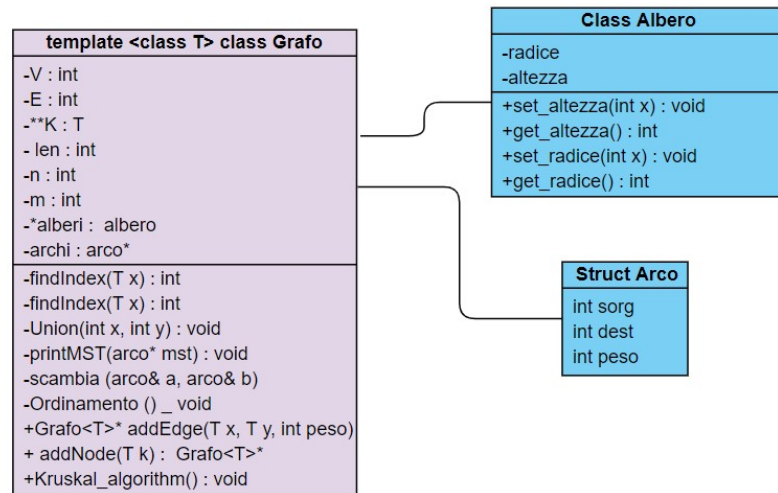 template <class T> class Grafo
-V : int
-E : int
-**K : T
- len : int
-n : int
-m : int
-*alberi : albero
-archi : arco*
-findIndex(T x) : int
-findIndex(T x) : int
-Union(int x, int y) : void
-printMST(arco* mst) : void
-scambia (arco& a, arco& b)
-Ordinamento () _ void
+Grafo<T>* addEdge(T x, T y, int peso)
+ addNode(T k) : Grafo<T>*
+Kruskal_algorithm() : void
Class Albero
-radice
-altezza
+set_altezza(int x) : void
+get_altezza() : int
+set_radice(int x) : void
+get_radice() : int
Struct Arco
int sorg
int dest
int peso